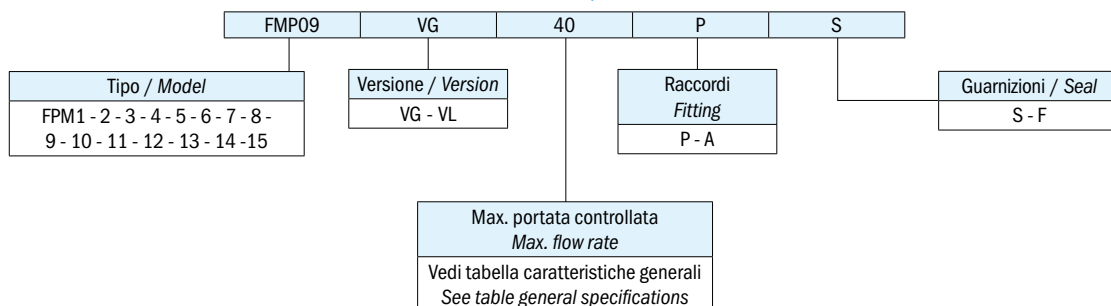 FMP09 VG 40 P S
Tipo / Model
FPM1 - 2 - 3 - 4 - 5 - 6 - 7 - 8 -
9 - 10 - 11 - 12 - 13 - 14 -15
Versione / Version
VG - VL
Raccordi
Fitting
P - A
Guarnizioni / Seal
S - F
Max. portata controllata
Max. flow rate
Vedi tabella caratteristiche generali
See table general specifications